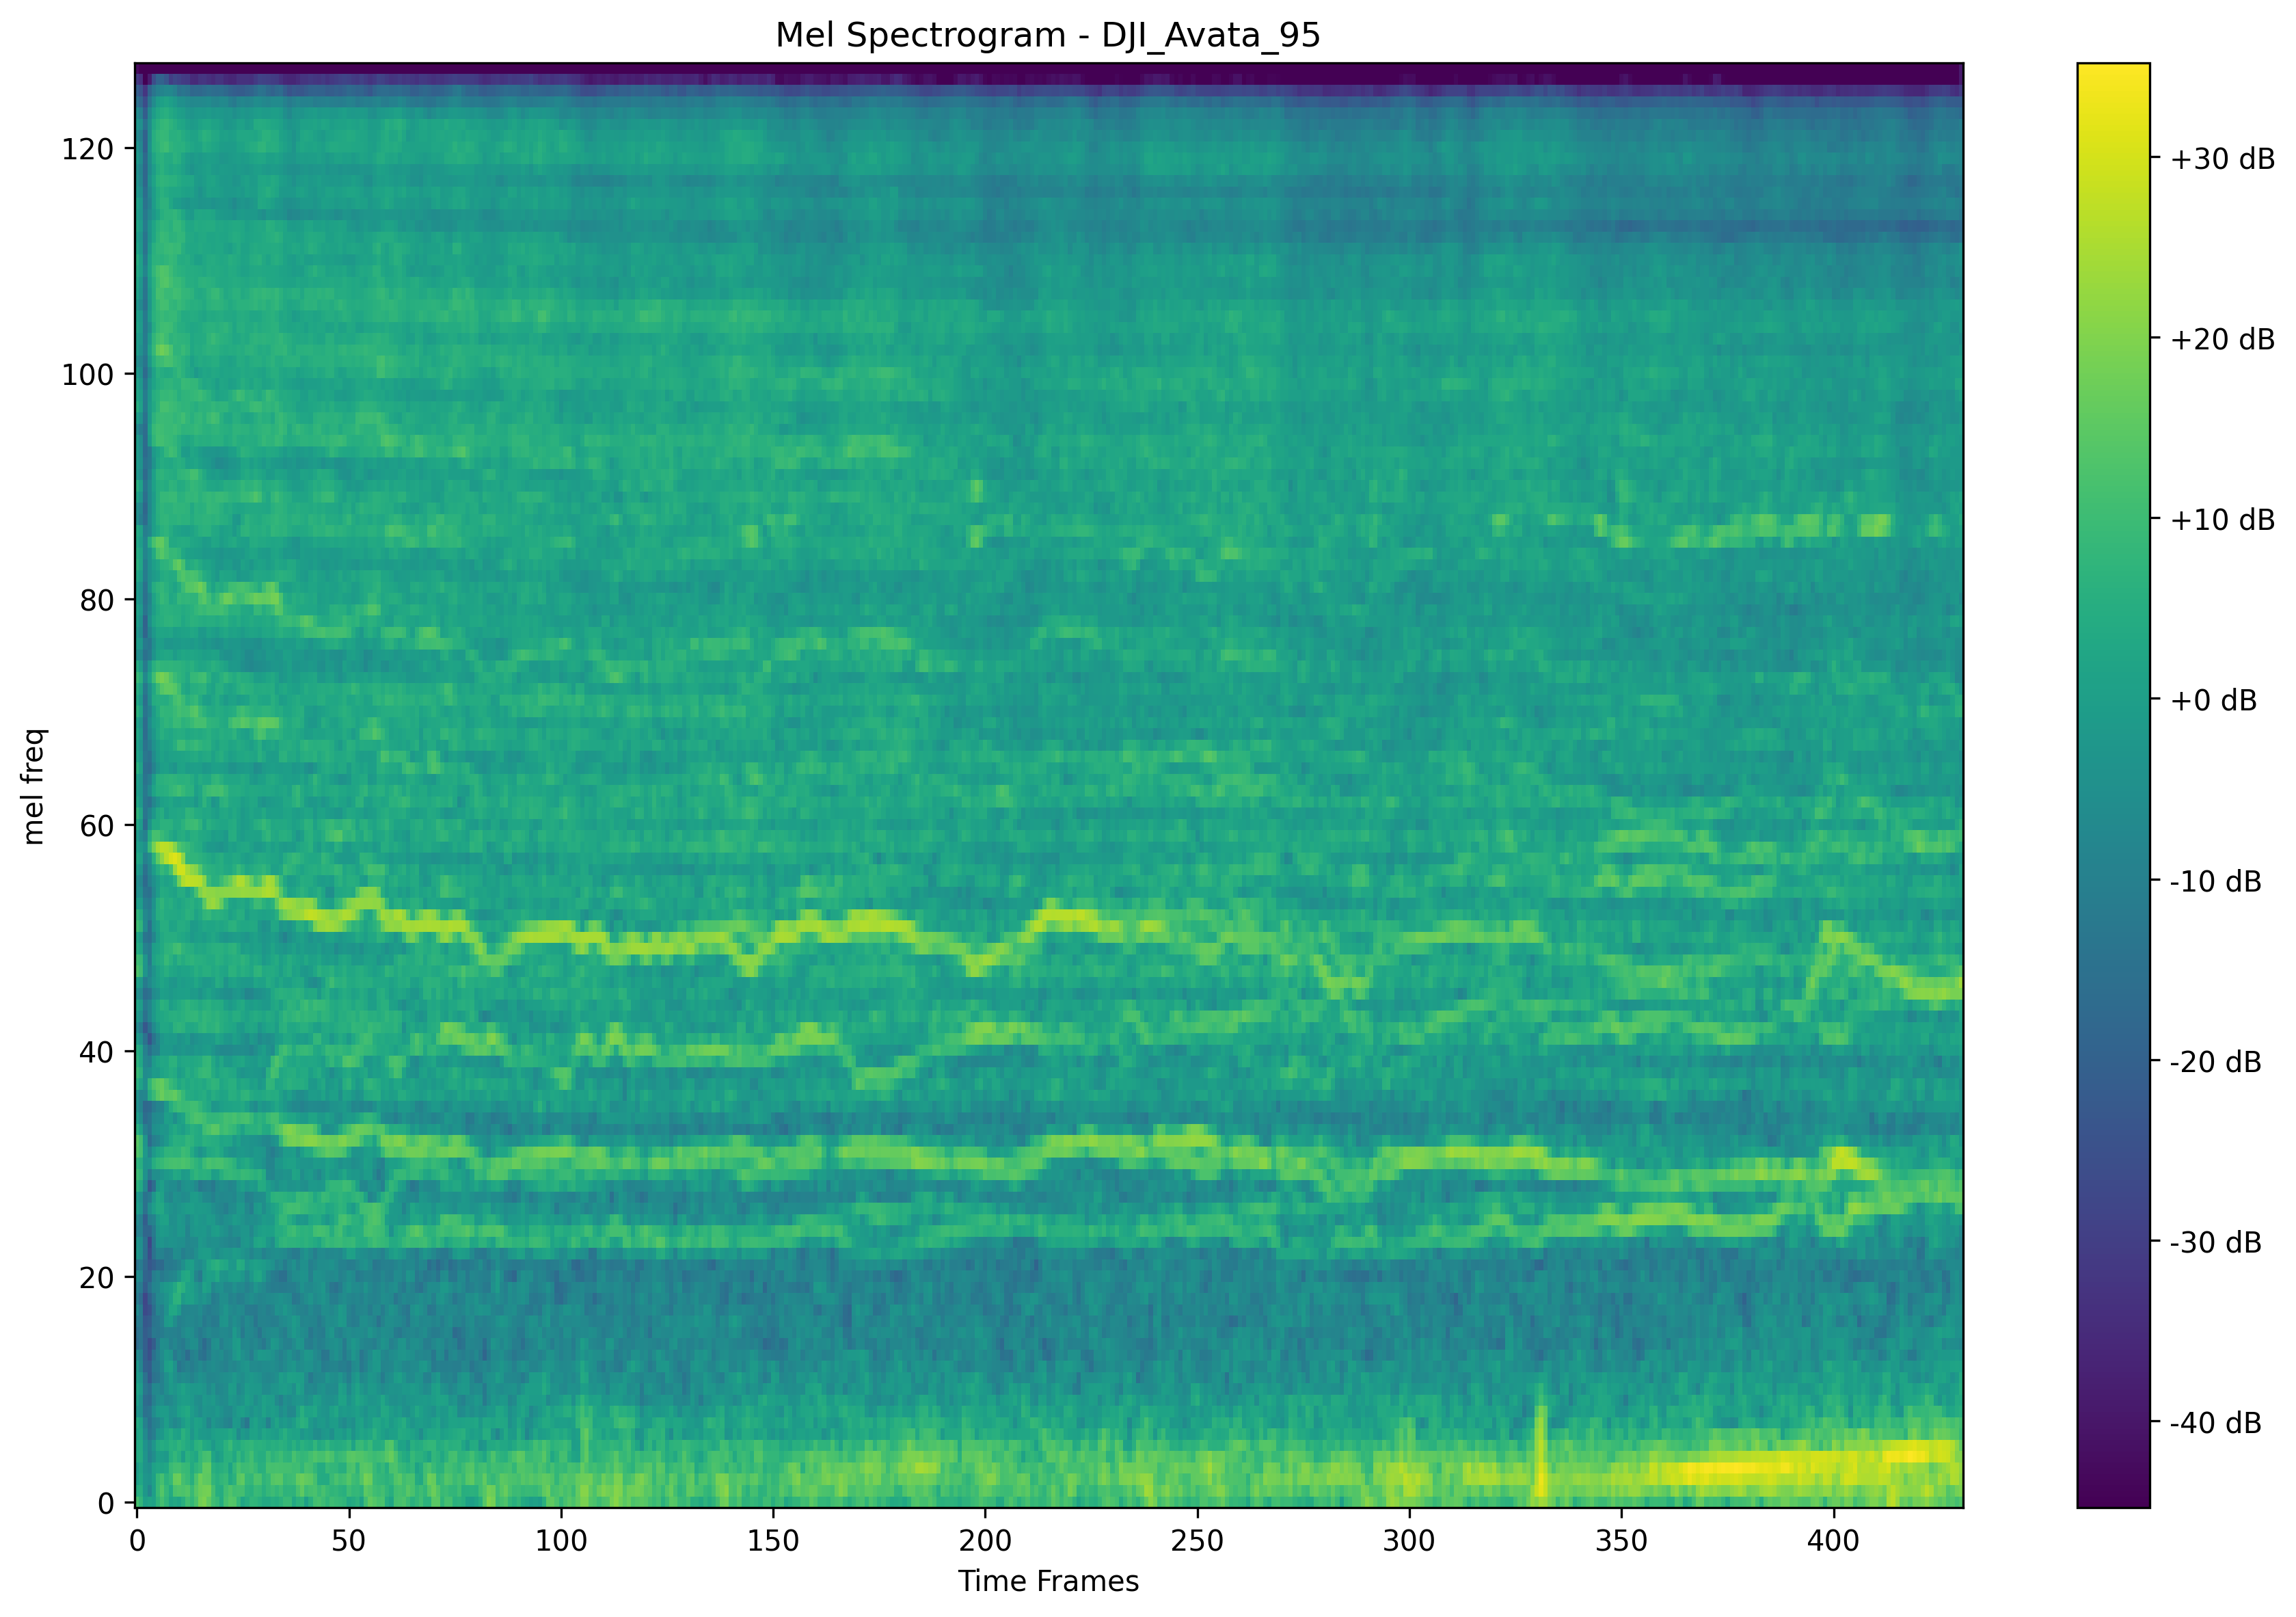 Mel Spectrogram - DJI_Avata_95
mel freq
120
100
80
60
40
20
0
0 50 100 150 200 250 300 350 400
Time Frames
+30 dB
+20 dB
+10 dB
+0 dB
-10 dB
-20 dB
-30 dB
-40 dB